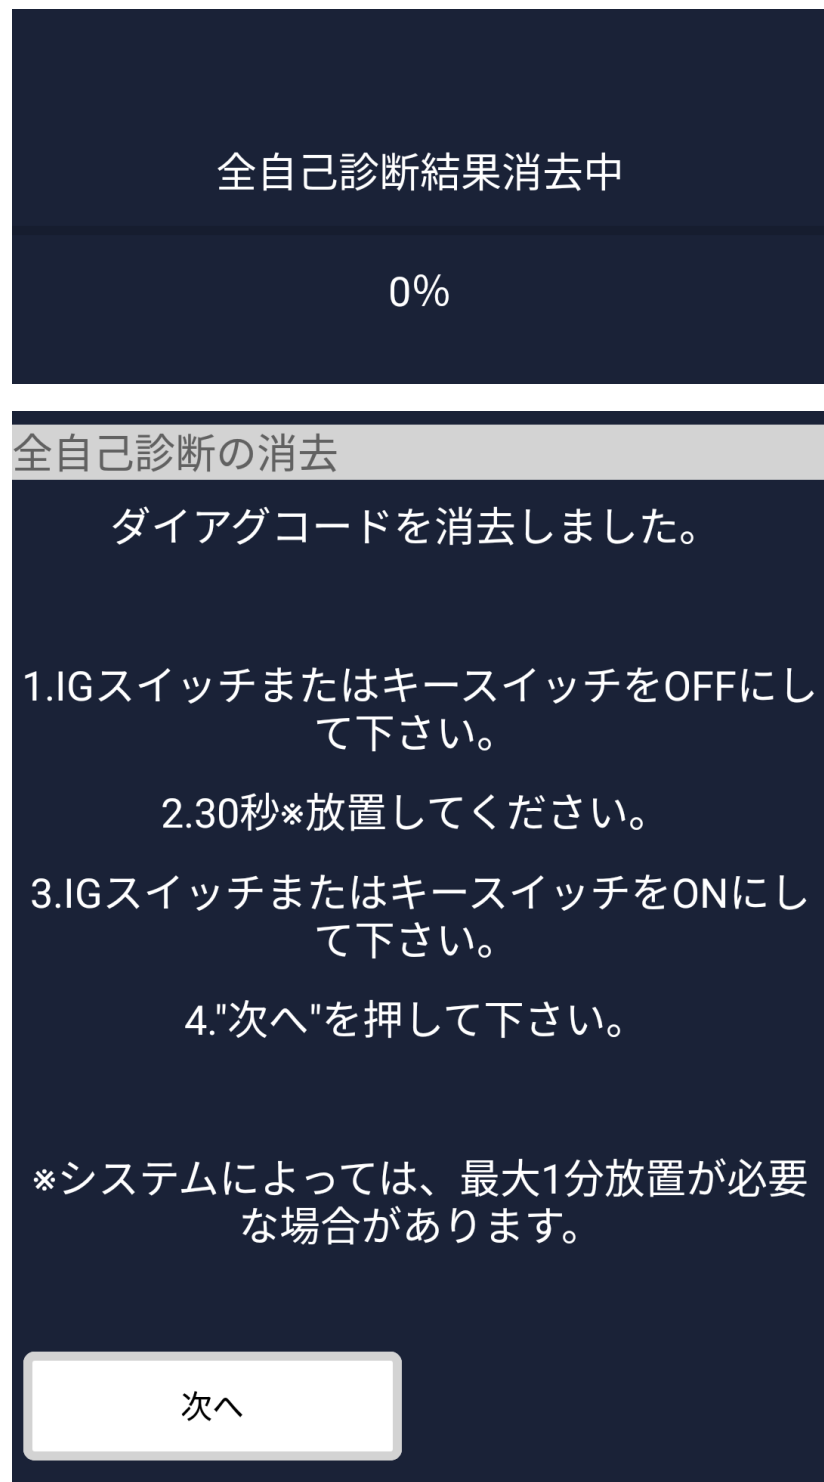 全自己診断結果消去中
0%
全自己診断の消去
ダイアグコードを消去しました。
1.IGスイッチまたはキースイッチをOFFにし
て下さい。
2.30秒※放置してください。
3.IGスイッチまたはキースイッチをONにし
て下さい。
4."次へ"を押して下さい。
※システムによっては、最大1分放置が必要
な場合があります。
次へ